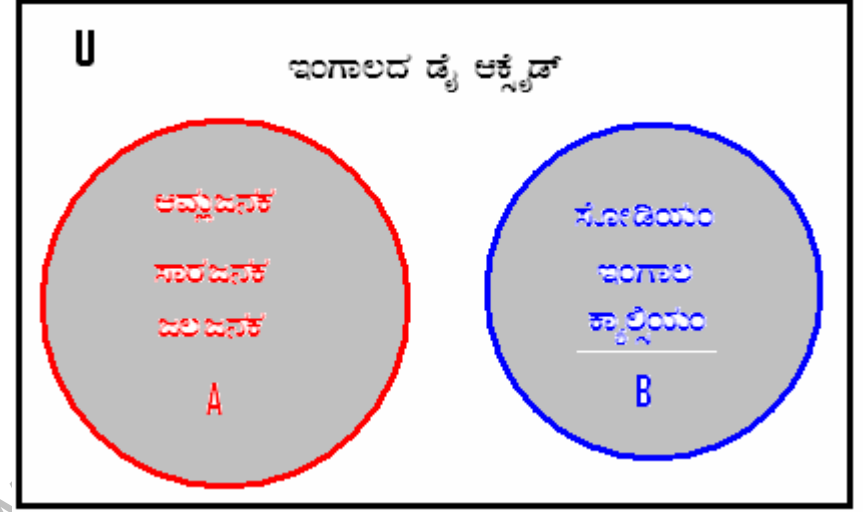 U
ಇಂಗಾಲದ ಡೈ ಆಕ್ಸೈಡ್
ಆಮ್ಲಜನಕ
ಸಾರಜನಕ
ಜಲಜನಕ
A
ಸೋಡಿಯಂ
ಇಂಗಾಲ
ಕ್ಯಾಲ್ಸಿಯಂ
B